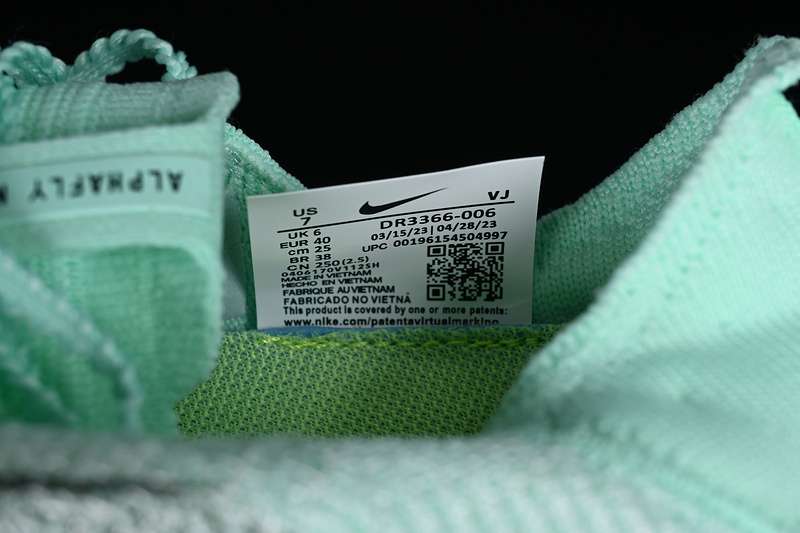 ALPHAFLY N
US
7
UK 6
EUR 40
cm 25
BR 38
CN 250(2.5)
VJ
DR3366-006
03/15/23 | 04/28/23
UPC 00196154504997
0406170V1125H
MADE IN VIETNAM
HECHO EN VIETNAM
FABRIQUE AU VIETNAM
FABRICADO NO VIETNÃ
This product is covered by one or more patents:
www.nike.com/patentavirtualmarking